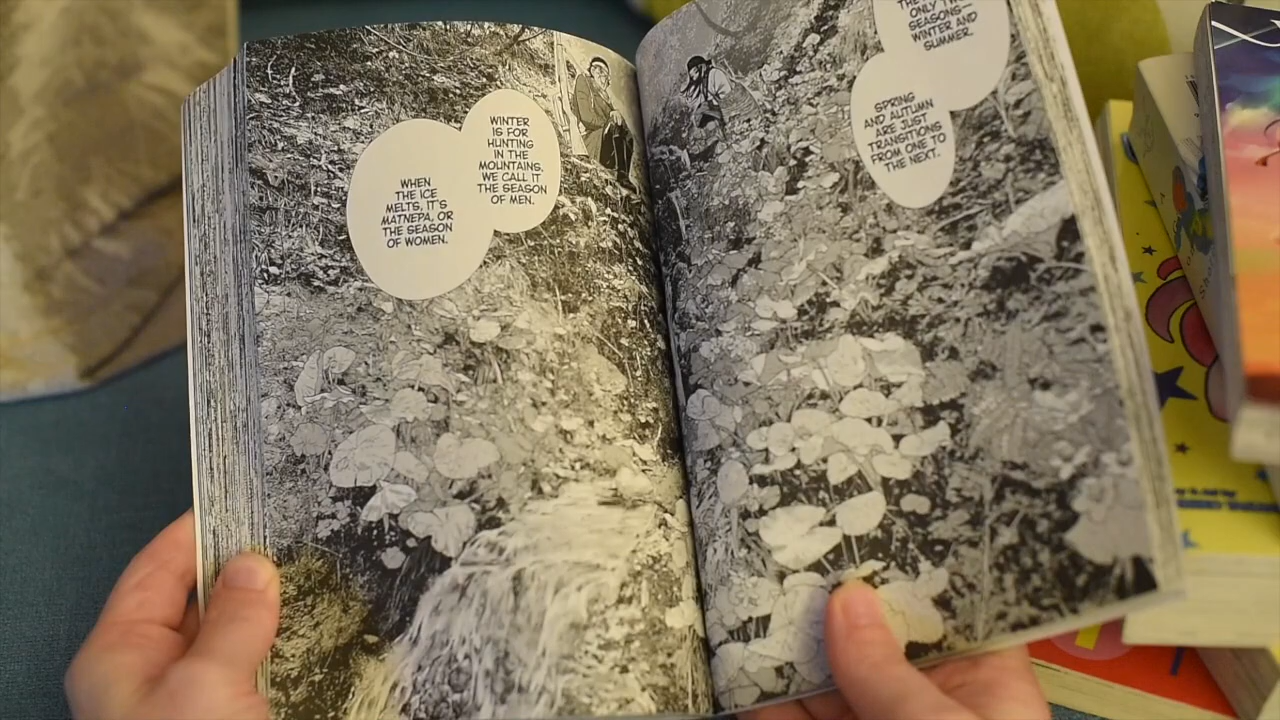 ONLY TWO
SEASONS—
WINTER AND
SUMMER.
SPRING
AND AUTUMN
ARE JUST
TRANSITIONS
FROM ONE TO
THE NEXT.
WINTER
IS FOR
HUNTING
IN THE
MOUNTAINS.
WE CALL IT
THE SEASON
OF MEN.
WHEN
THE ICE
MELTS, IT'S
MATNEPA, OR
THE SEASON
OF WOMEN.